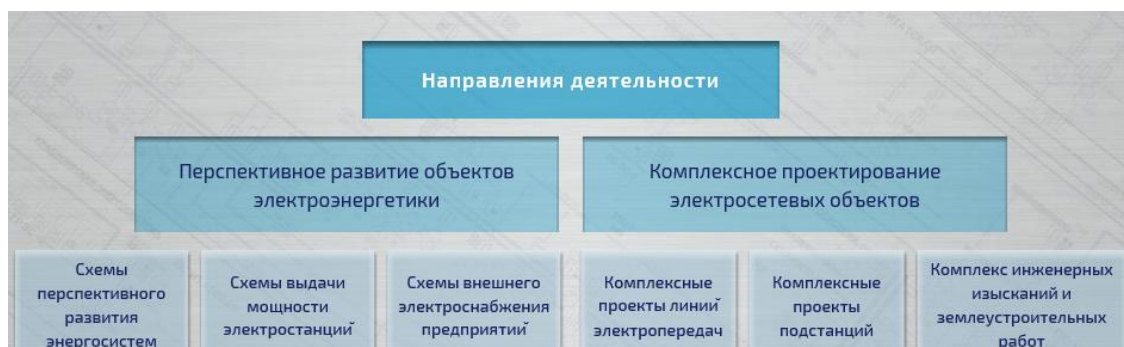 Направления деятельности
Перспективное развитие объектов
электроэнергетики
Комплексное проектирование
электросетевых объектов
Схемы
перспективного
развития
энергосистем
Схемы выдачи
мощности
электростанций
Схемы внешнего
электроснабжения
предприятий
Комплексные
проекты линий
электропередач
Комплексные
проекты
подстанций
Комплекс инженерных
изысканий и
землеустроительных
работ